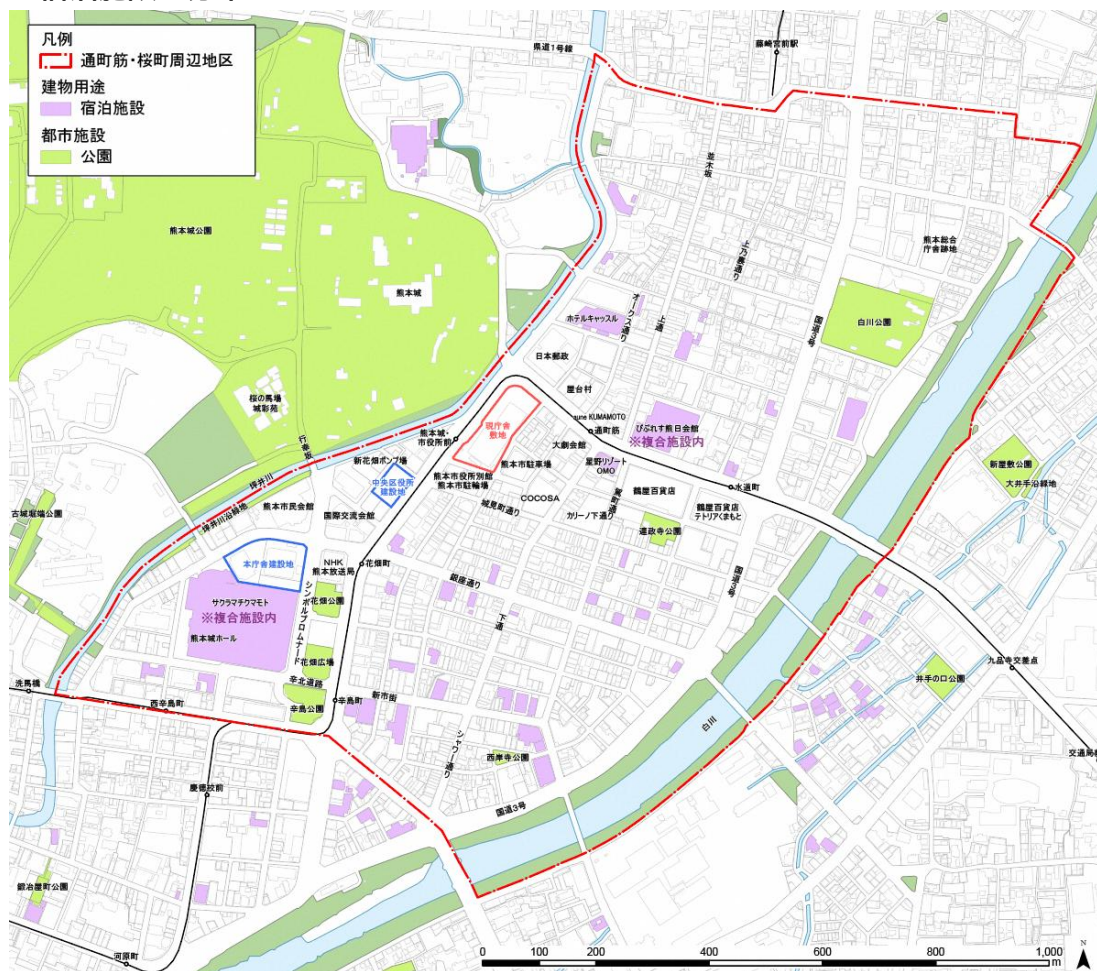 凡例
通町筋・桜町周辺地区
建物用途
宿泊施設
都市施設
公園
県道1号線
藤崎宮前駅
並木坂
熊本城公園
上乃裏通り
熊本総合
庁舎跡地
熊本城
オークス通り
上通
国道3号
ホテルキャッスル
白川公園
日本郵政
桜の馬場
城彩苑
屋台村
行幸坂
現庁舎
敷地
熊本城・
市役所前
通町筋
びぷれす熊日会館
※複合施設内
大劇会館
新花畑ポンプ場
熊本市駐車場
星野リゾート
OMO
新屋敷公園
大井手沿緑地
中央区役所
建設地
熊本市役所別館
熊本市駐輪場
水道町
坪井川
COCOSA
鶴屋百貨店
城見町通り
古城堀端公園
坪井川沿緑地
熊本市民会館
国際交流会館
カリーノ下通り
鶴屋百貨店
テトリアくまもと
蓮政寺公園
本庁舎建設地
NHK
熊本放送局
花畑町
銀座通り
国道3号
シンボルプロムナード
花畑公園
サクラマチクマモト
※複合施設内
下通
熊本城ホール
花畑広場
九品寺交差点
井手の口公園
洗馬橋
辛北道路
新市街
西辛島町
辛島公園
辛島町
白川
シャワー通り
西岸寺公園
交通局前
慶徳校前
国道3号
鍛冶屋町公園
河原町
0 100 200 400 600 800 1,000
m
N